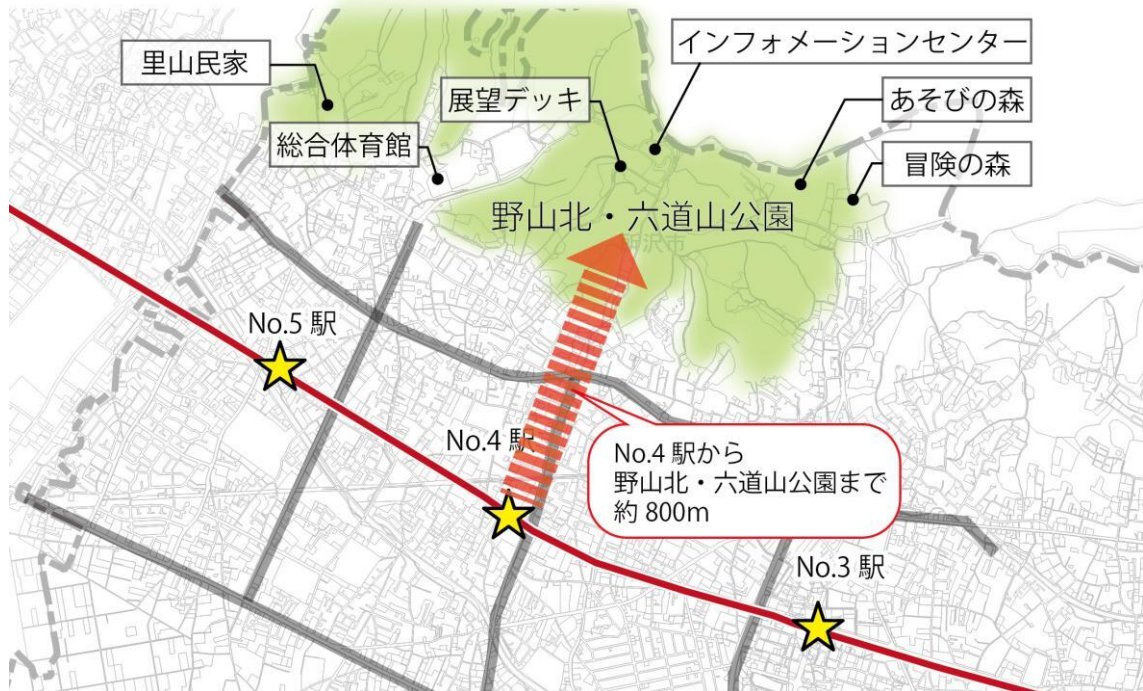 インフォメーションセンター
里山民家
展望デッキ
あそびの森
総合体育館
冒険の森
野山北・六道山公園
No.5 駅
No.4 駅
No.4 駅から
野山北・六道山公園まで
約 800m
No.3 駅